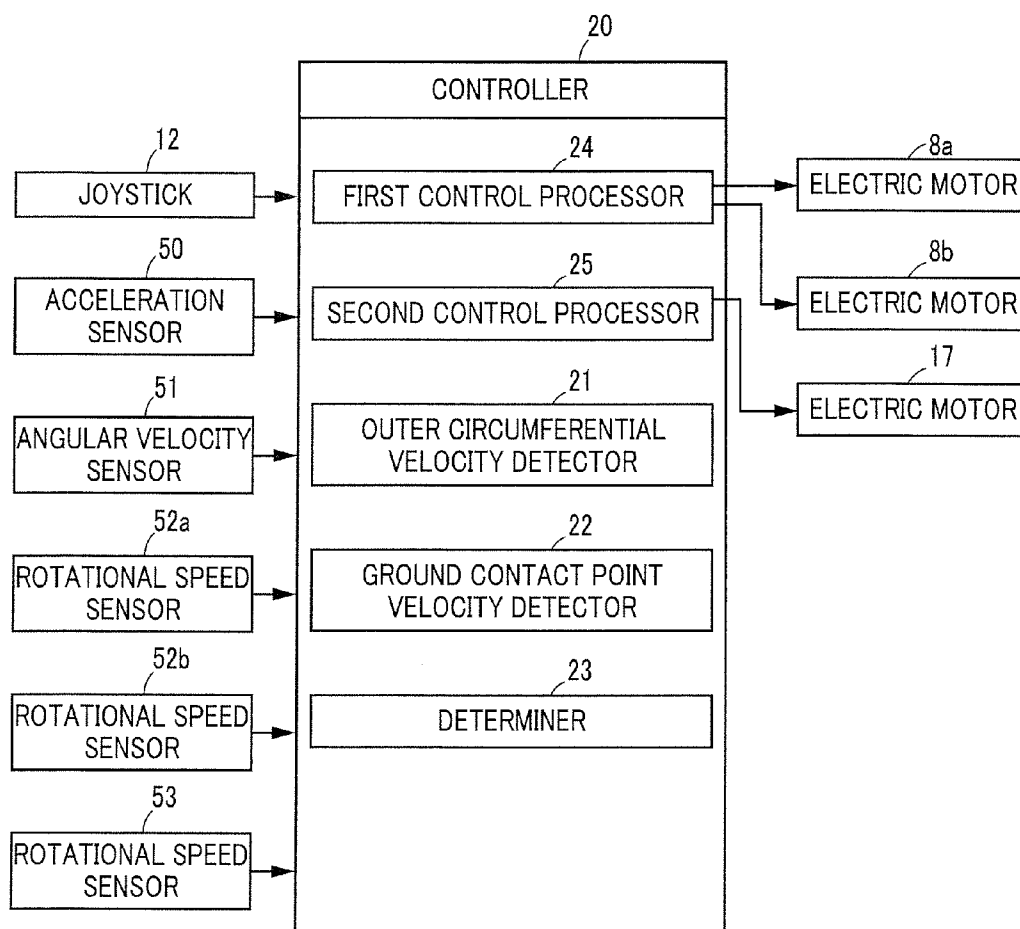 20
CONTROLLER
12
JOYSTICK
50
ACCELERATION
SENSOR
51
ANGULAR VELOCITY
SENSOR
52a
ROTATIONAL SPEED
SENSOR
52b
ROTATIONAL SPEED
SENSOR
53
ROTATIONAL SPEED
SENSOR
24
FIRST CONTROL PROCESSOR
25
SECOND CONTROL PROCESSOR
21
OUTER CIRCUMFERENTIAL
VELOCITY DETECTOR
22
GROUND CONTACT POINT
VELOCITY DETECTOR
23
DETERMINER
8a
ELECTRIC MOTOR
8b
ELECTRIC MOTOR
17
ELECTRIC MOTOR